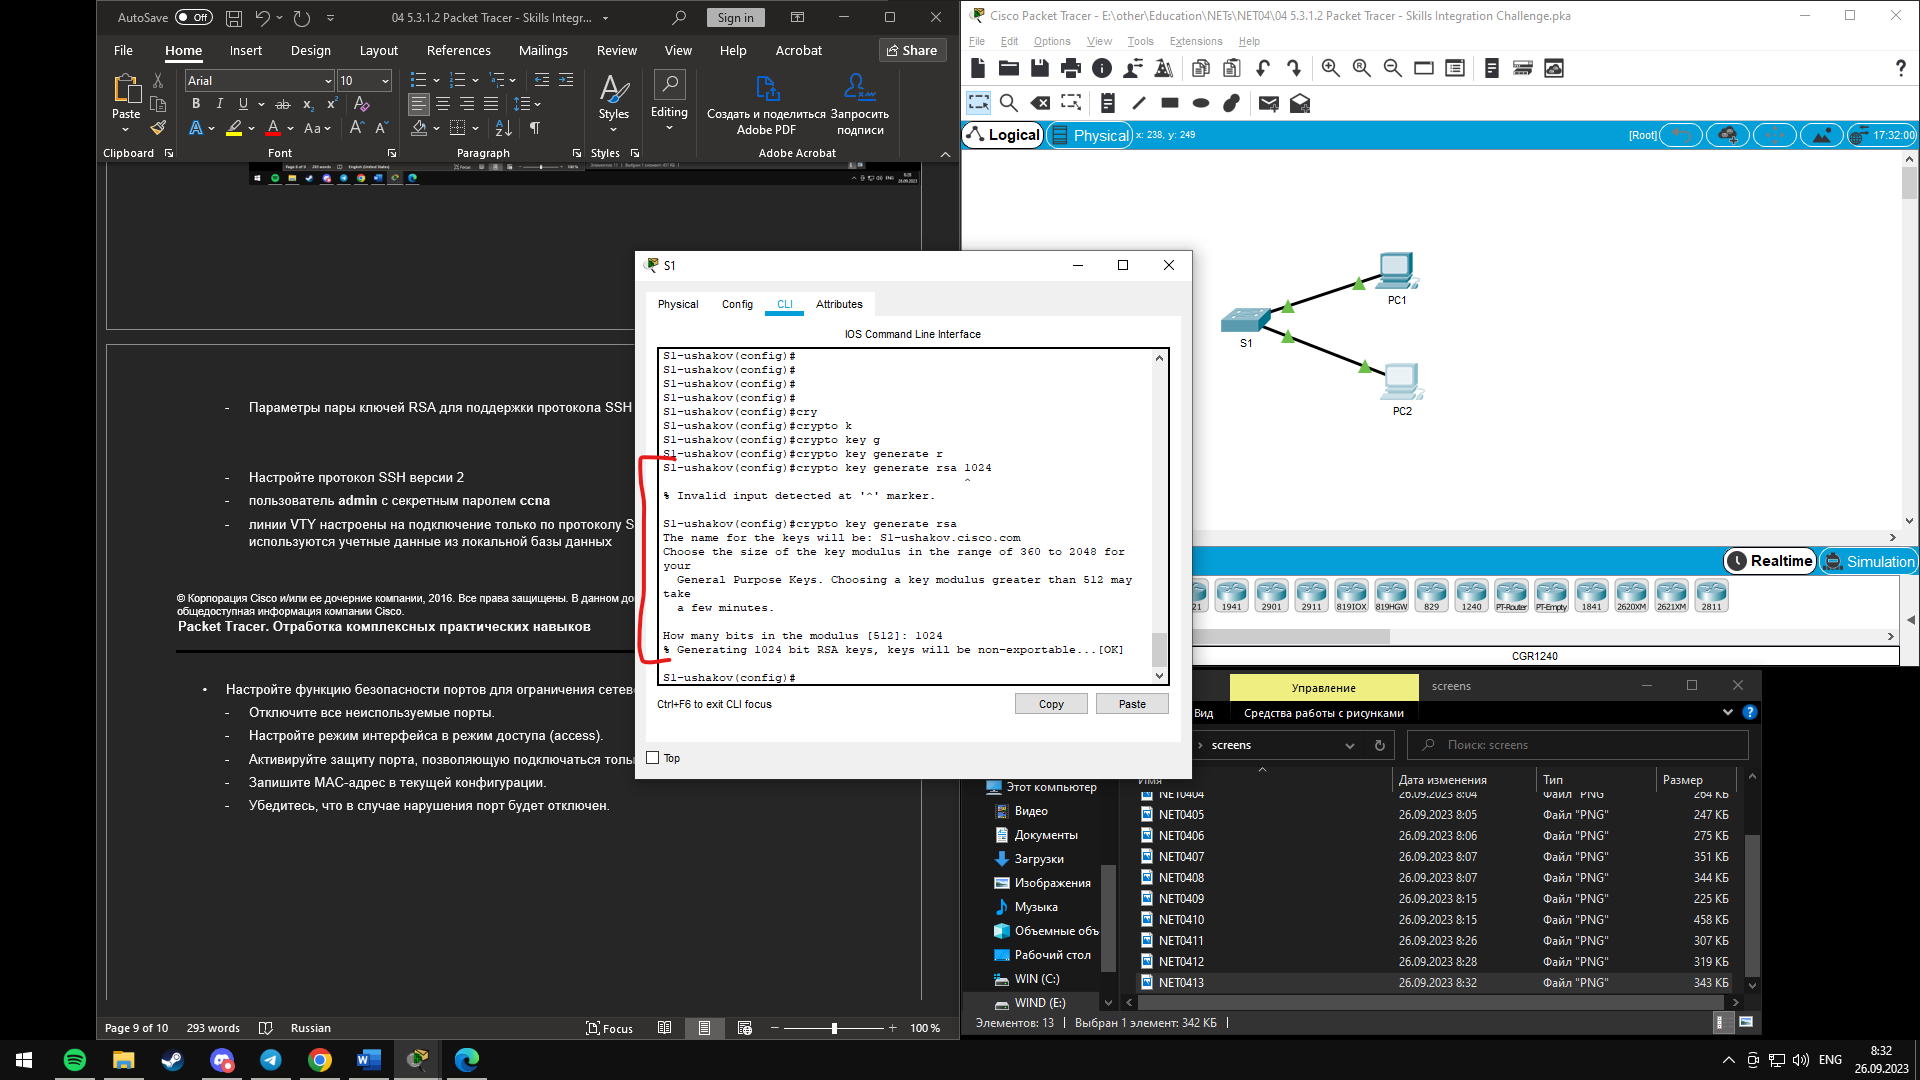 AutoSave Off
04 5.3.1.2 Packet Tracer - Skills Integr...
Sign in
File Home Insert Design Layout References Mailings Review View Help Acrobat Share
Paste
Arial 10
Styles
Editing
Создать и поделиться Adobe PDF
Запросить подписи
Clipboard Font Paragraph Styles Adobe Acrobat
- Параметры пары ключей RSA для поддержки протокола SSH
- Настройте протокол SSH версии 2
- пользователь admin с секретным паролем ccna
- линии VTY настроены на подключение только по протоколу S
используются учетные данные из локальной базы данных
© Корпорация Cisco и/или ее дочерние компании, 2016. Все права защищены. В данном до
общедоступная информация компании Cisco.
Packet Tracer. Отработка комплексных практических навыков
• Настройте функцию безопасности портов для ограничения сетев
- Отключите все неиспользуемые порты.
- Настройте режим интерфейса в режим доступа (access).
- Активируйте защиту порта, позволяющую подключаться толь
- Запишите MAC-адрес в текущей конфигурации.
- Убедитесь, что в случае нарушения порт будет отключен.
Page 9 of 10 293 words Russian Focus 100 %
Cisco Packet Tracer - E:\other\Education\NETs\NET04\04 5.3.1.2 Packet Tracer - Skills Integration Challenge.pka
File Edit Options View Tools Extensions Help
Logical Physical x: 238, y: 249 [Root] 17:32:00
PC1
S1
PC2
Realtime Simulation
21 1941 2901 2911 819IOX 819HGW 829 1240 PT-Router PT-Empty 1841 2620XM 2621XM 2811
CGR1240
S1
Physical Config CLI Attributes
IOS Command Line Interface
S1-ushakov(config)#
S1-ushakov(config)#
S1-ushakov(config)#
S1-ushakov(config)#
S1-ushakov(config)#cry
S1-ushakov(config)#crypto k
S1-ushakov(config)#crypto key g
S1-ushakov(config)#crypto key generate r
S1-ushakov(config)#crypto key generate rsa 1024
^
% Invalid input detected at '^' marker.
S1-ushakov(config)#crypto key generate rsa
The name for the keys will be: S1-ushakov.cisco.com
Choose the size of the key modulus in the range of 360 to 2048 for
your
General Purpose Keys. Choosing a key modulus greater than 512 may
take
a few minutes.
How many bits in the modulus [512]: 1024
% Generating 1024 bit RSA keys, keys will be non-exportable...[OK]
S1-ushakov(config)#
Ctrl+F6 to exit CLI focus
Copy Paste
Top
Управление screens
Вид Средства работы с рисунками
screens Поиск: screens
Имя Дата изменения Тип Размер
Этот компьютер
Видео
Документы
Загрузки
Изображения
Музыка
Объемные объ
Рабочий стол
WIN (C:)
WIND (E:)
NET0404 26.09.2023 8:04 Файл "PNG" 264 КБ
NET0405 26.09.2023 8:05 Файл "PNG" 247 КБ
NET0406 26.09.2023 8:06 Файл "PNG" 275 КБ
NET0407 26.09.2023 8:07 Файл "PNG" 351 КБ
NET0408 26.09.2023 8:07 Файл "PNG" 344 КБ
NET0409 26.09.2023 8:15 Файл "PNG" 225 КБ
NET0410 26.09.2023 8:15 Файл "PNG" 458 КБ
NET0411 26.09.2023 8:26 Файл "PNG" 307 КБ
NET0412 26.09.2023 8:28 Файл "PNG" 319 КБ
NET0413 26.09.2023 8:32 Файл "PNG" 343 КБ
Элементов: 13 Выбран 1 элемент: 342 КБ
ENG
8:32
26.09.2023